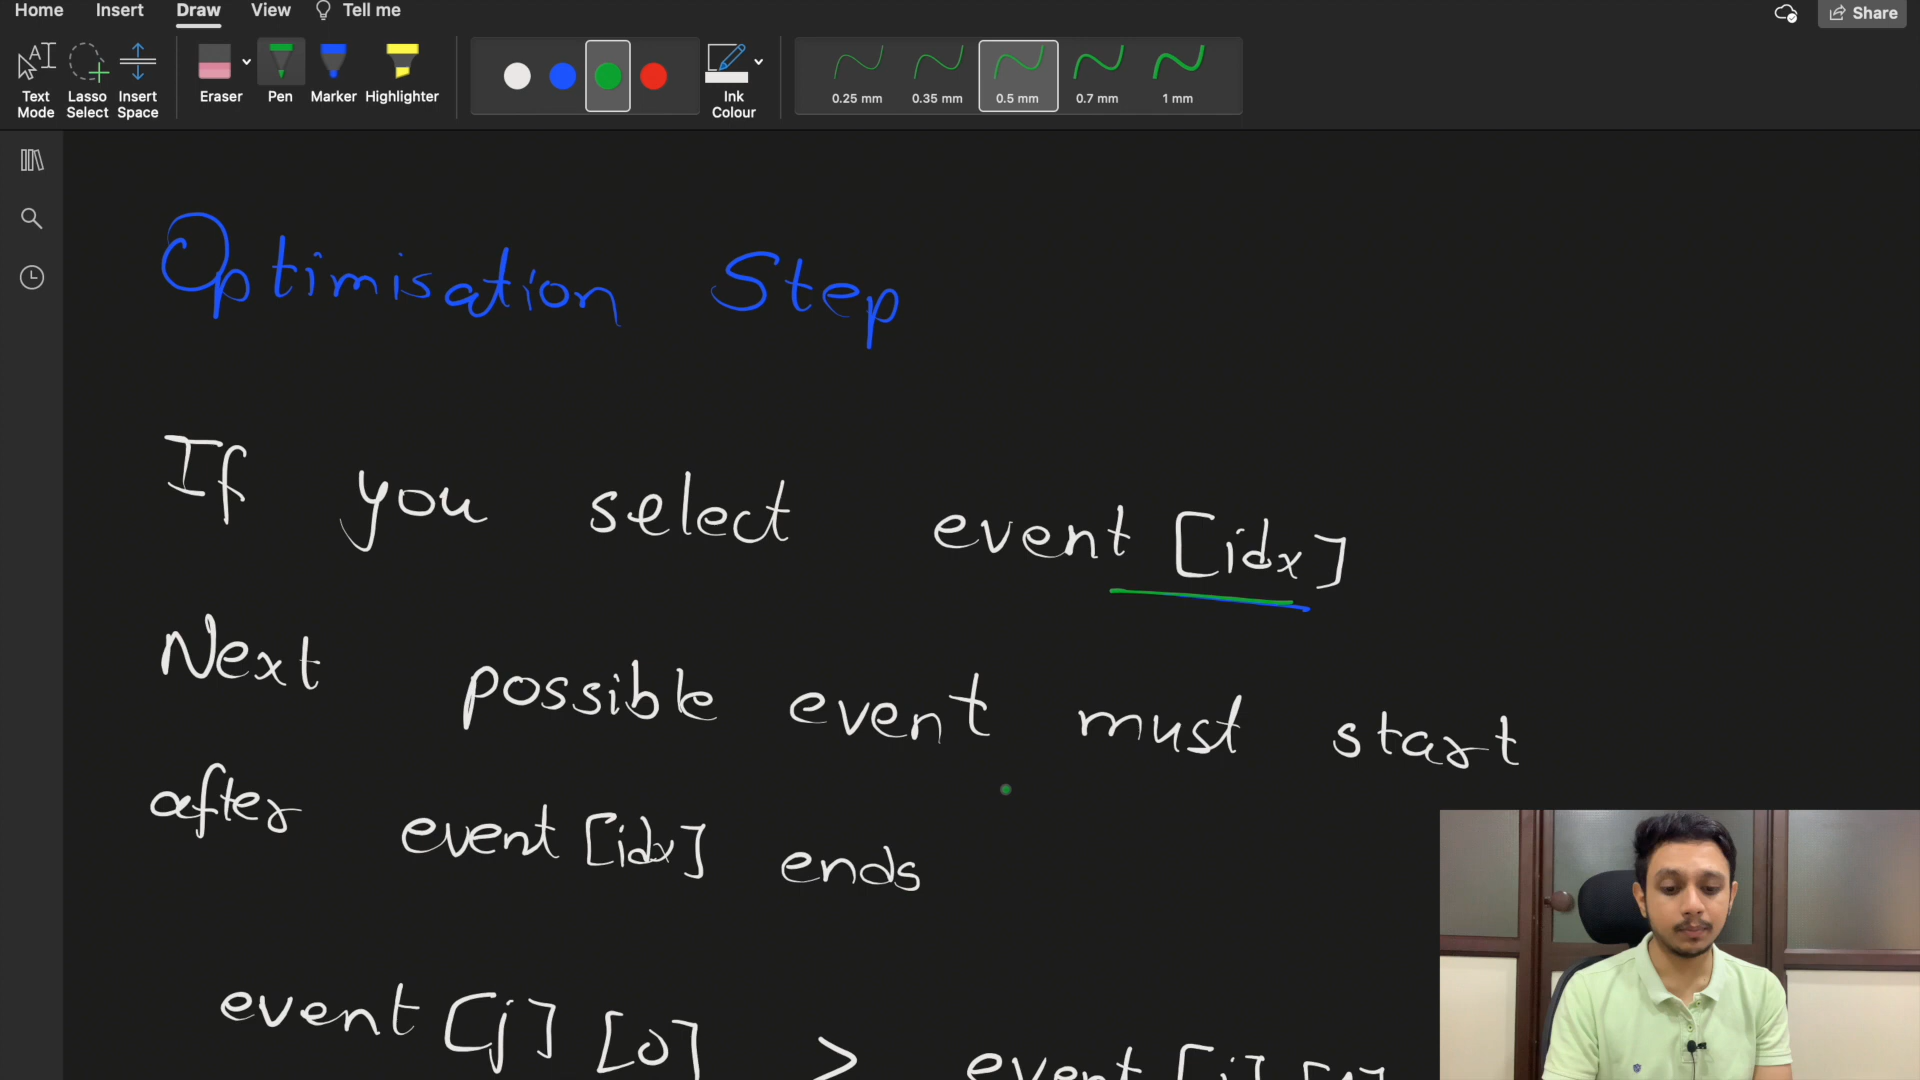 Home Insert Draw View Tell me
Share
Text Mode
Lasso Select
Insert Space
Eraser
Pen
Marker
Highlighter
Ink Colour
0.25 mm
0.35 mm
0.5 mm
0.7 mm
1 mm
Optimisation Step
If you select event [idx]
Next possible event must start
after event [idx] ends
event [j] [0] > event